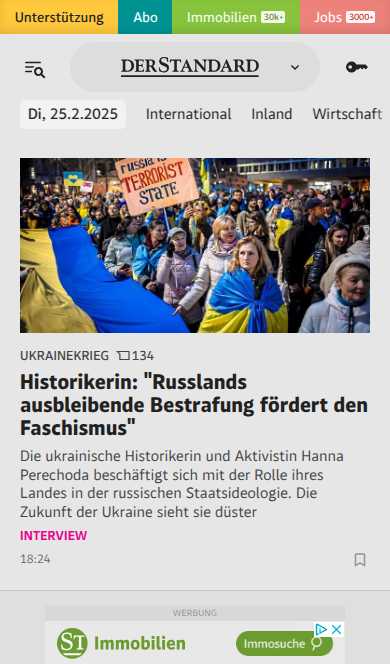 Unterstützung Abo Immobilien 30k+ Jobs 3000+
DERSTANDARD
Di, 25.2.2025 International Inland Wirtschaft
TERRORIST
STATE
UKRAINEKRIEG 134
Historikerin: "Russlands
ausbleibende Bestrafung fördert den
Faschismus"
Die ukrainische Historikerin und Aktivistin Hanna
Perechoda beschäftigt sich mit der Rolle ihres
Landes in der russischen Staatsideologie. Die
Zukunft der Ukraine sieht sie düster
INTERVIEW
18:24
WERBUNG
ST Immobilien Immosuche